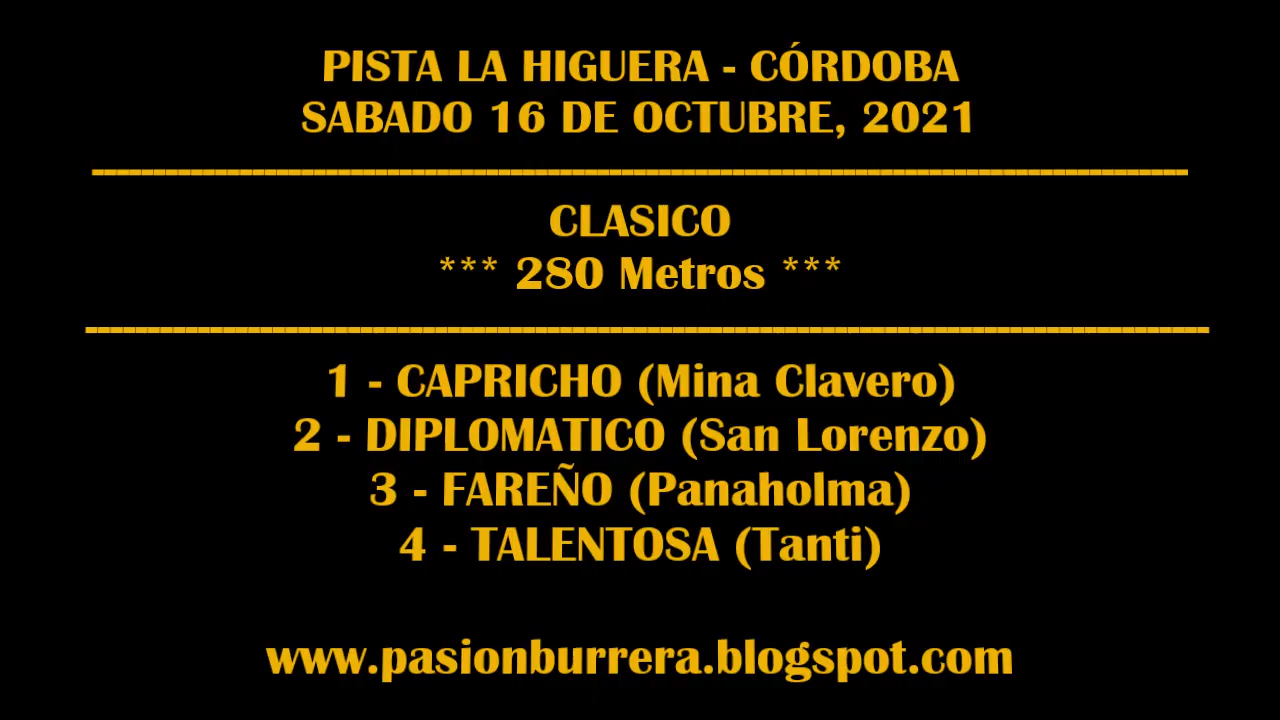 PISTA LA HIGUERA - CÓRDOBA
SABADO 16 DE OCTUBRE, 2021
CLASICO
*** 280 Metros ***
1 - CAPRICHO (Mina Clavero)
2 - DIPLOMATICO (San Lorenzo)
3 - FAREÑO (Panaholma)
4 - TALENTOSA (Tanti)
www.pasionburrera.blogspot.com